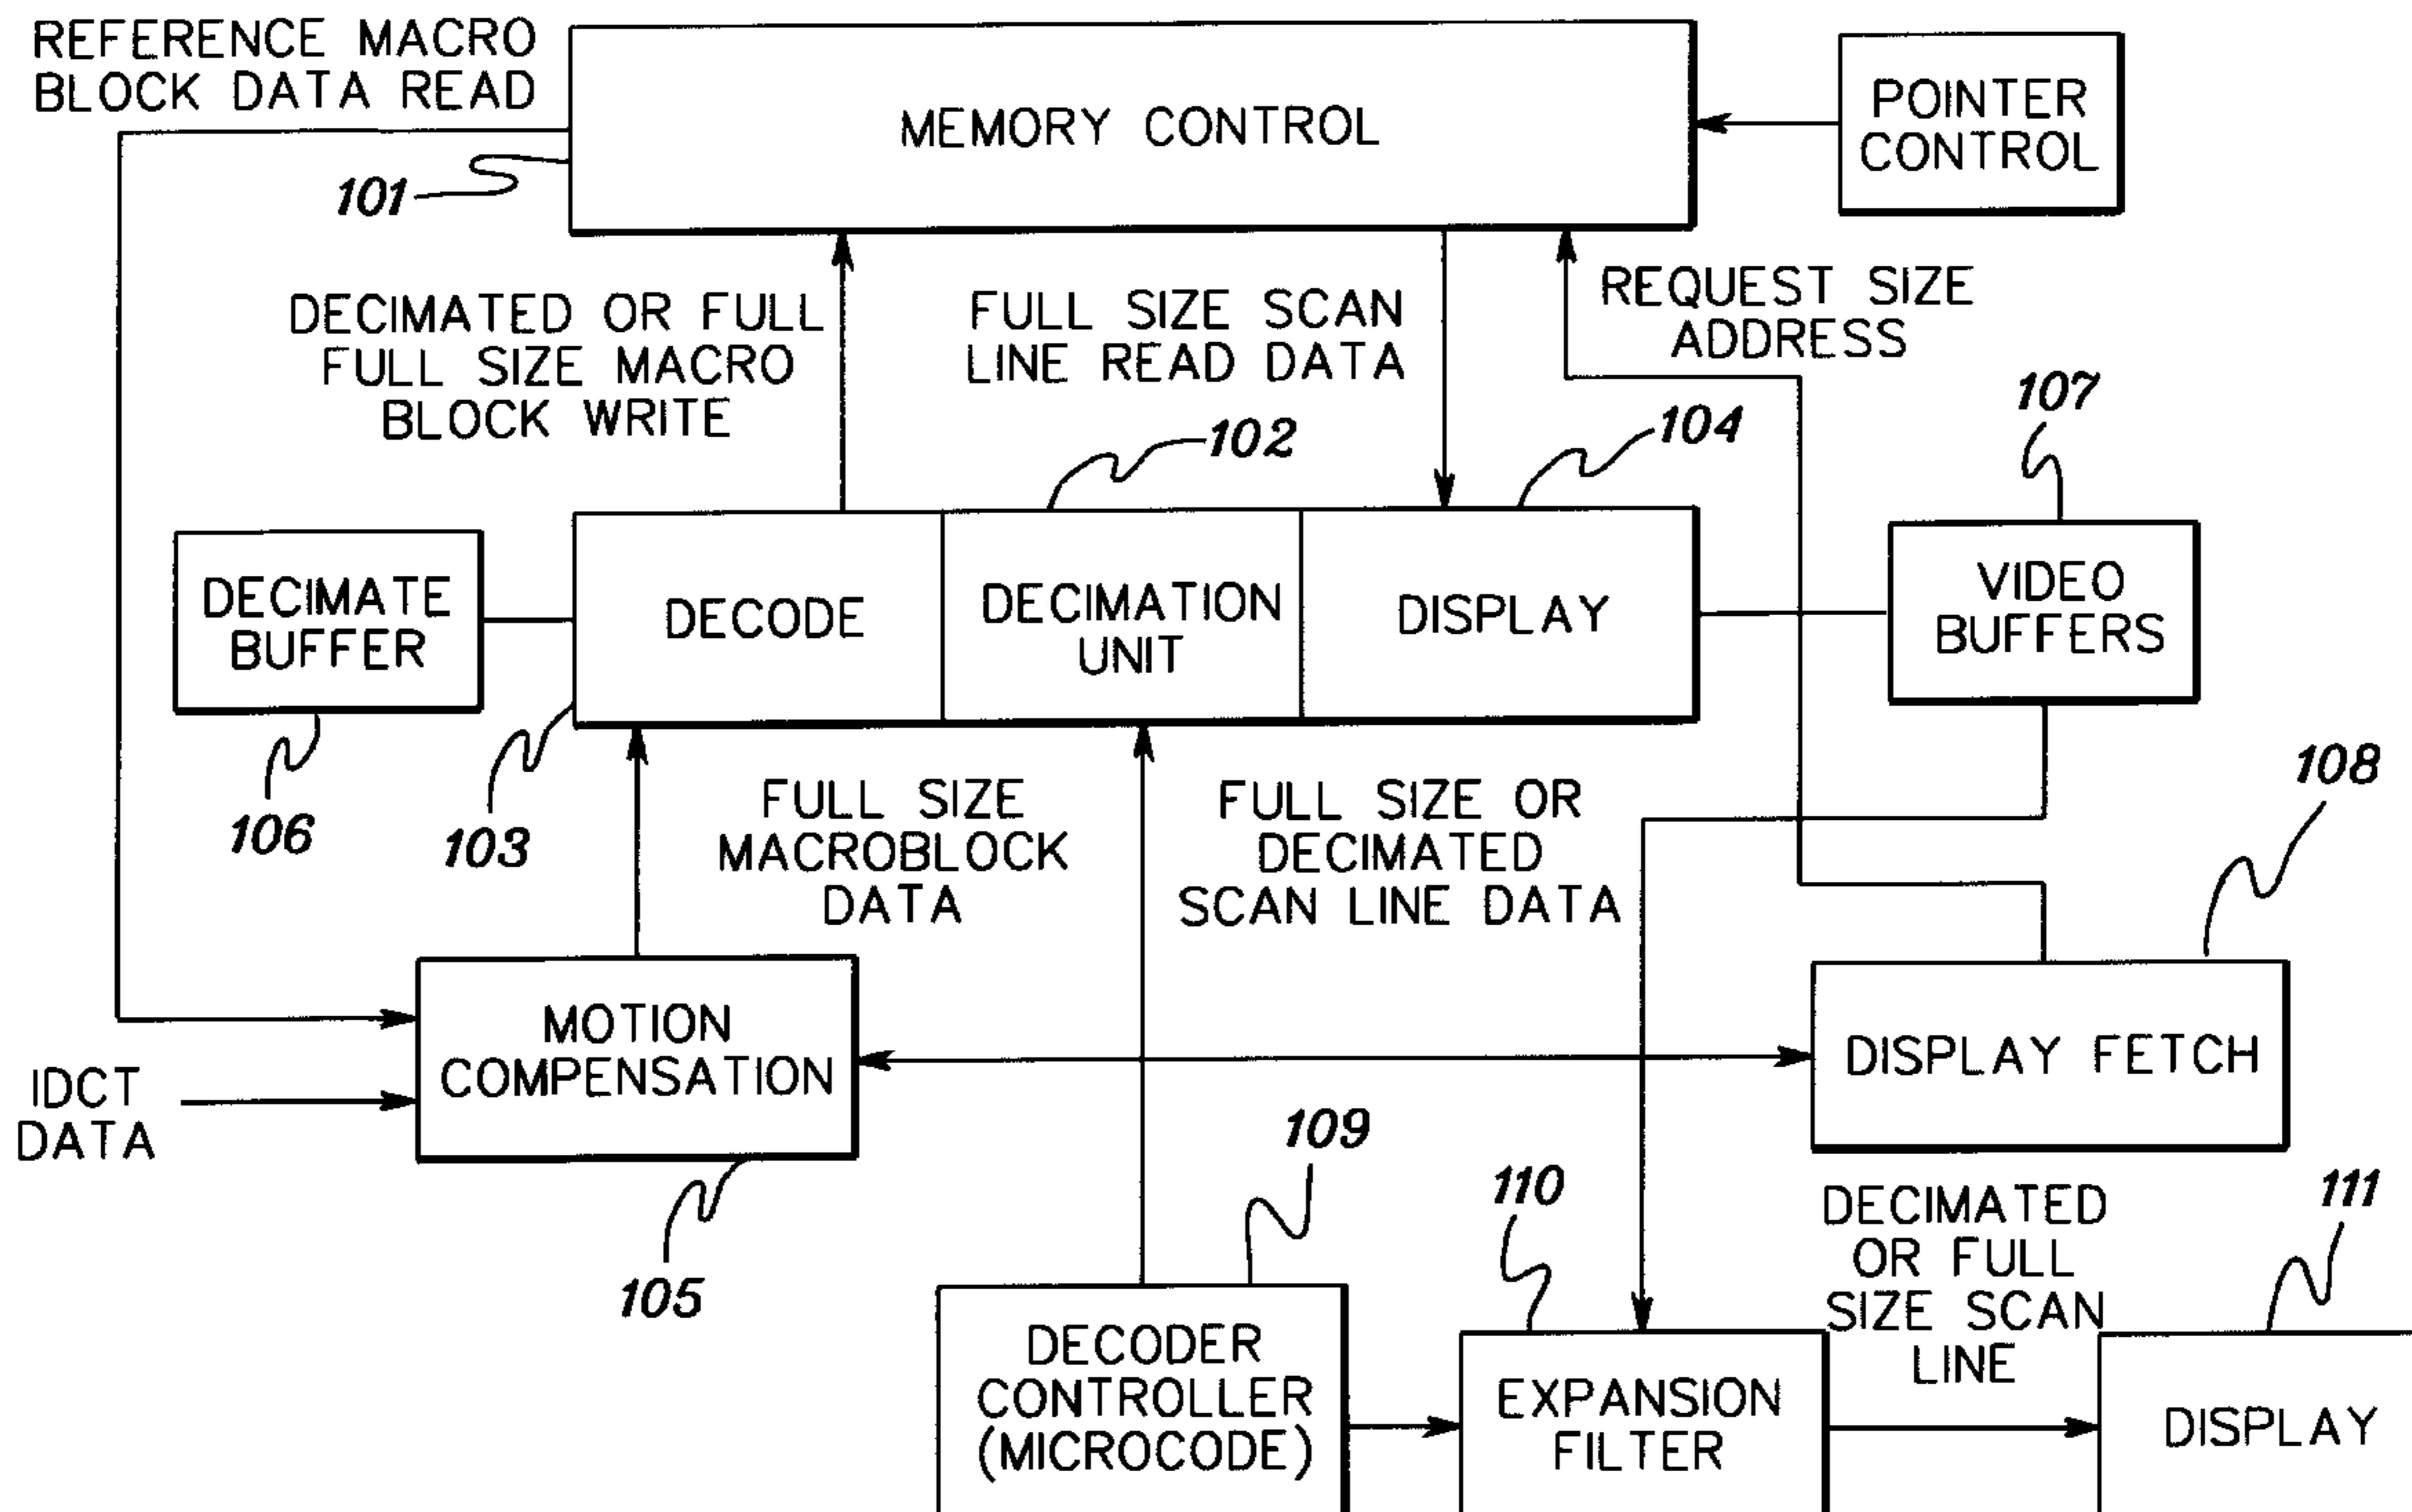 REFERENCE MACRO
BLOCK DATA READ
MEMORY CONTROL
POINTER
CONTROL
101
DECIMATED OR FULL
FULL SIZE MACRO
BLOCK WRITE
FULL SIZE SCAN
LINE READ DATA
REQUEST SIZE
ADDRESS
102
104
107
DECIMATE
BUFFER
DECODE
DECIMATION
UNIT
DISPLAY
VIDEO
BUFFERS
106
103
FULL SIZE
MACROBLOCK
DATA
FULL SIZE OR
DECIMATED
SCAN LINE DATA
108
MOTION
COMPENSATION
DISPLAY FETCH
IDCT
DATA
105
109
110
DECIMATED
OR FULL
SIZE SCAN
LINE
111
DECODER
CONTROLLER
(MICROCODE)
EXPANSION
FILTER
DISPLAY